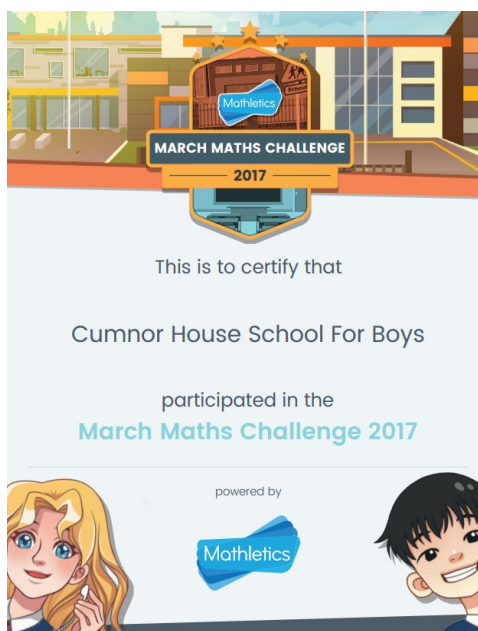 School
Mathletics
MARCH MATHS CHALLENGE
2017
This is to certify that
Cumnor House School For Boys
participated in the
March Maths Challenge 2017
powered by
Mathletics